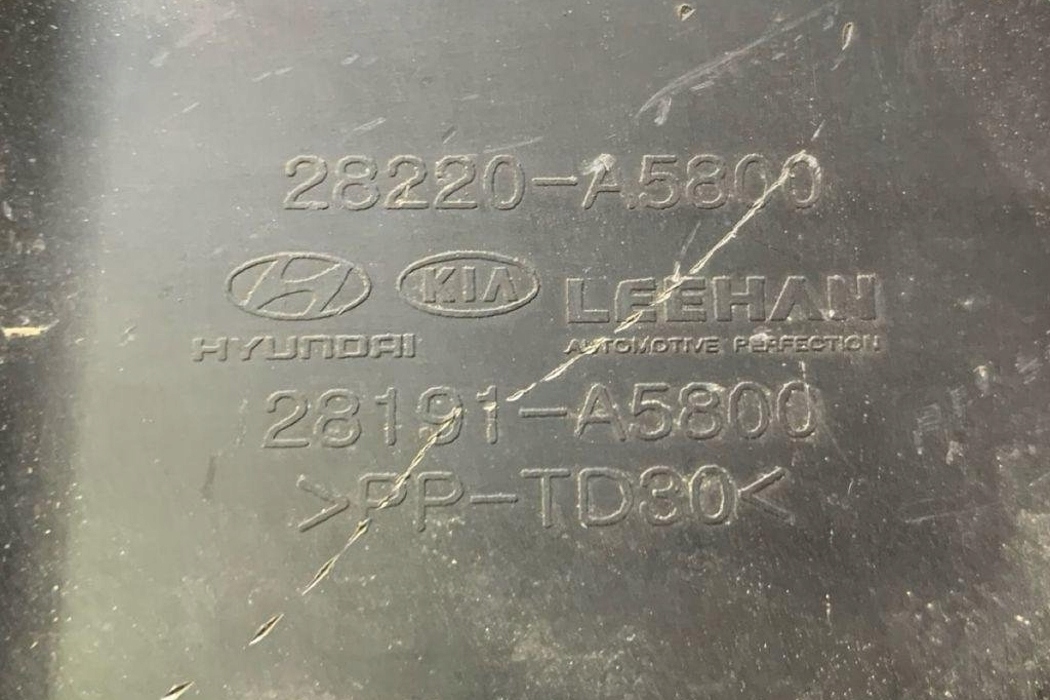 28220-A5800
KIA LEEHAN
HYUNDAI AUTOMOTIVE PERFECTION
28191-A5800
>PP-TD30<